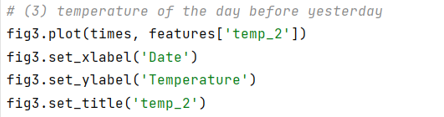 # (3) temperature of the day before yesterday
fig3.plot(times, features['temp_2'])
fig3.set_xlabel('Date')
fig3.set_ylabel('Temperature')
fig3.set_title('temp_2')